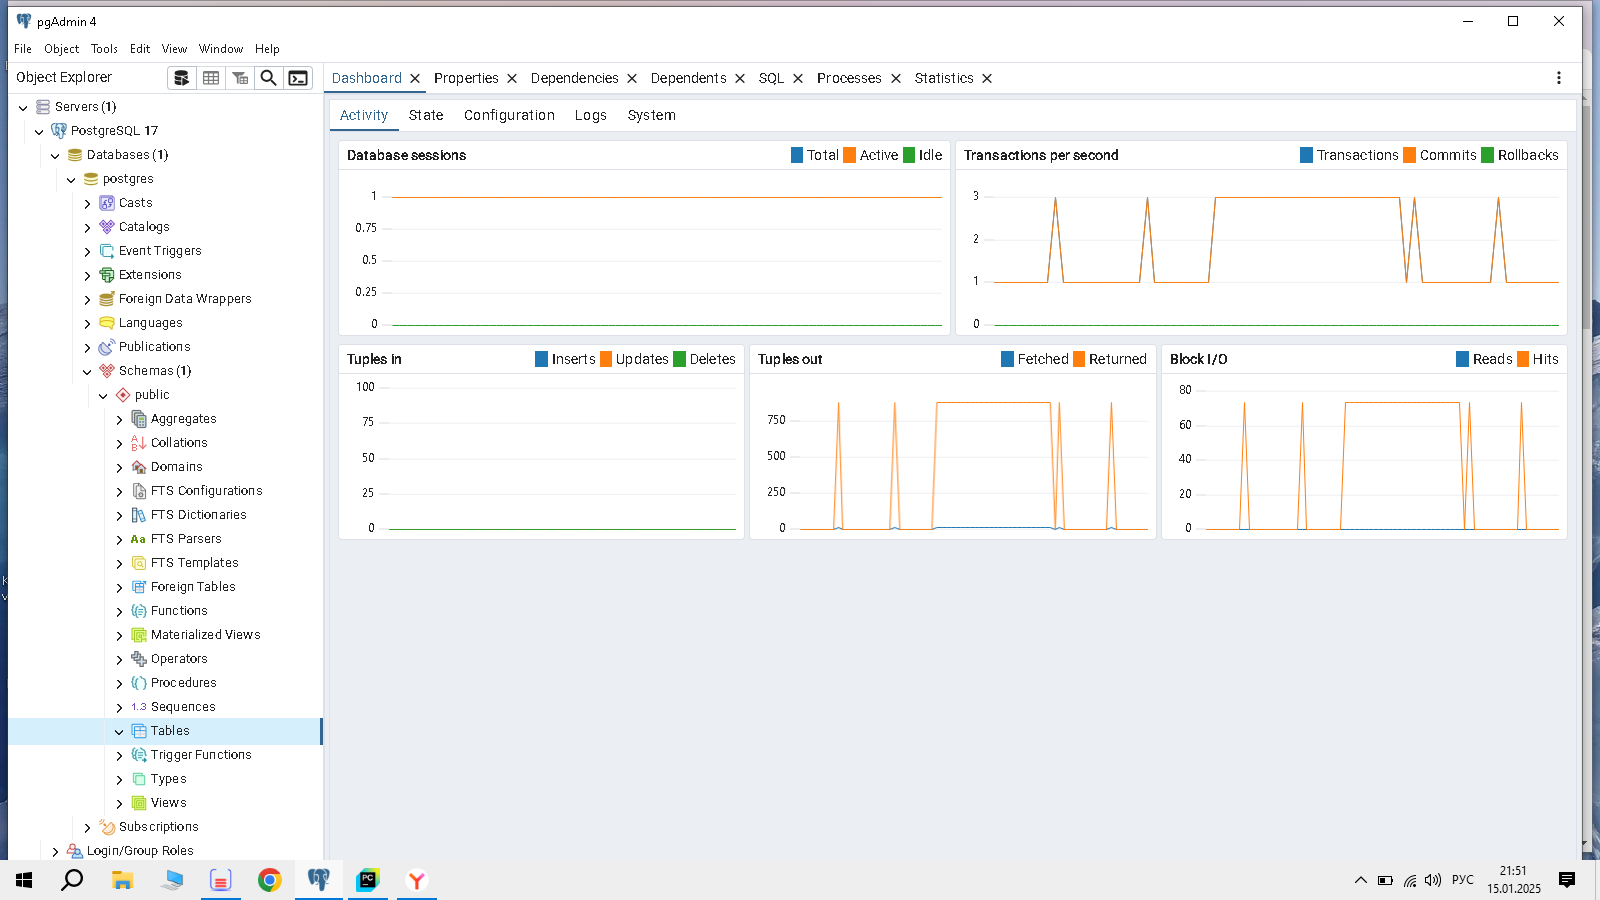 pgAdmin 4
File Object Tools Edit View Window Help
Object Explorer
Dashboard Properties Dependencies Dependents SQL Processes Statistics
Activity State Configuration Logs System
Servers (1)
PostgreSQL 17
Databases (1)
postgres
Casts
Catalogs
Event Triggers
Extensions
Foreign Data Wrappers
Languages
Publications
Schemas (1)
public
Aggregates
Collations
Domains
FTS Configurations
FTS Dictionaries
Aa FTS Parsers
FTS Templates
Foreign Tables
Functions
Materialized Views
Operators
Procedures
1..3 Sequences
Tables
Trigger Functions
Types
Views
Subscriptions
Login/Group Roles
Database sessions Total Active Idle
1
0.75
0.5
0.25
0
Transactions per second Transactions Commits Rollbacks
3
2
1
0
Tuples in Inserts Updates Deletes
100
75
50
25
0
Tuples out Fetched Returned
750
500
250
0
Block I/O Reads Hits
80
60
40
20
0
PC
РУС
21:51
15.01.2025